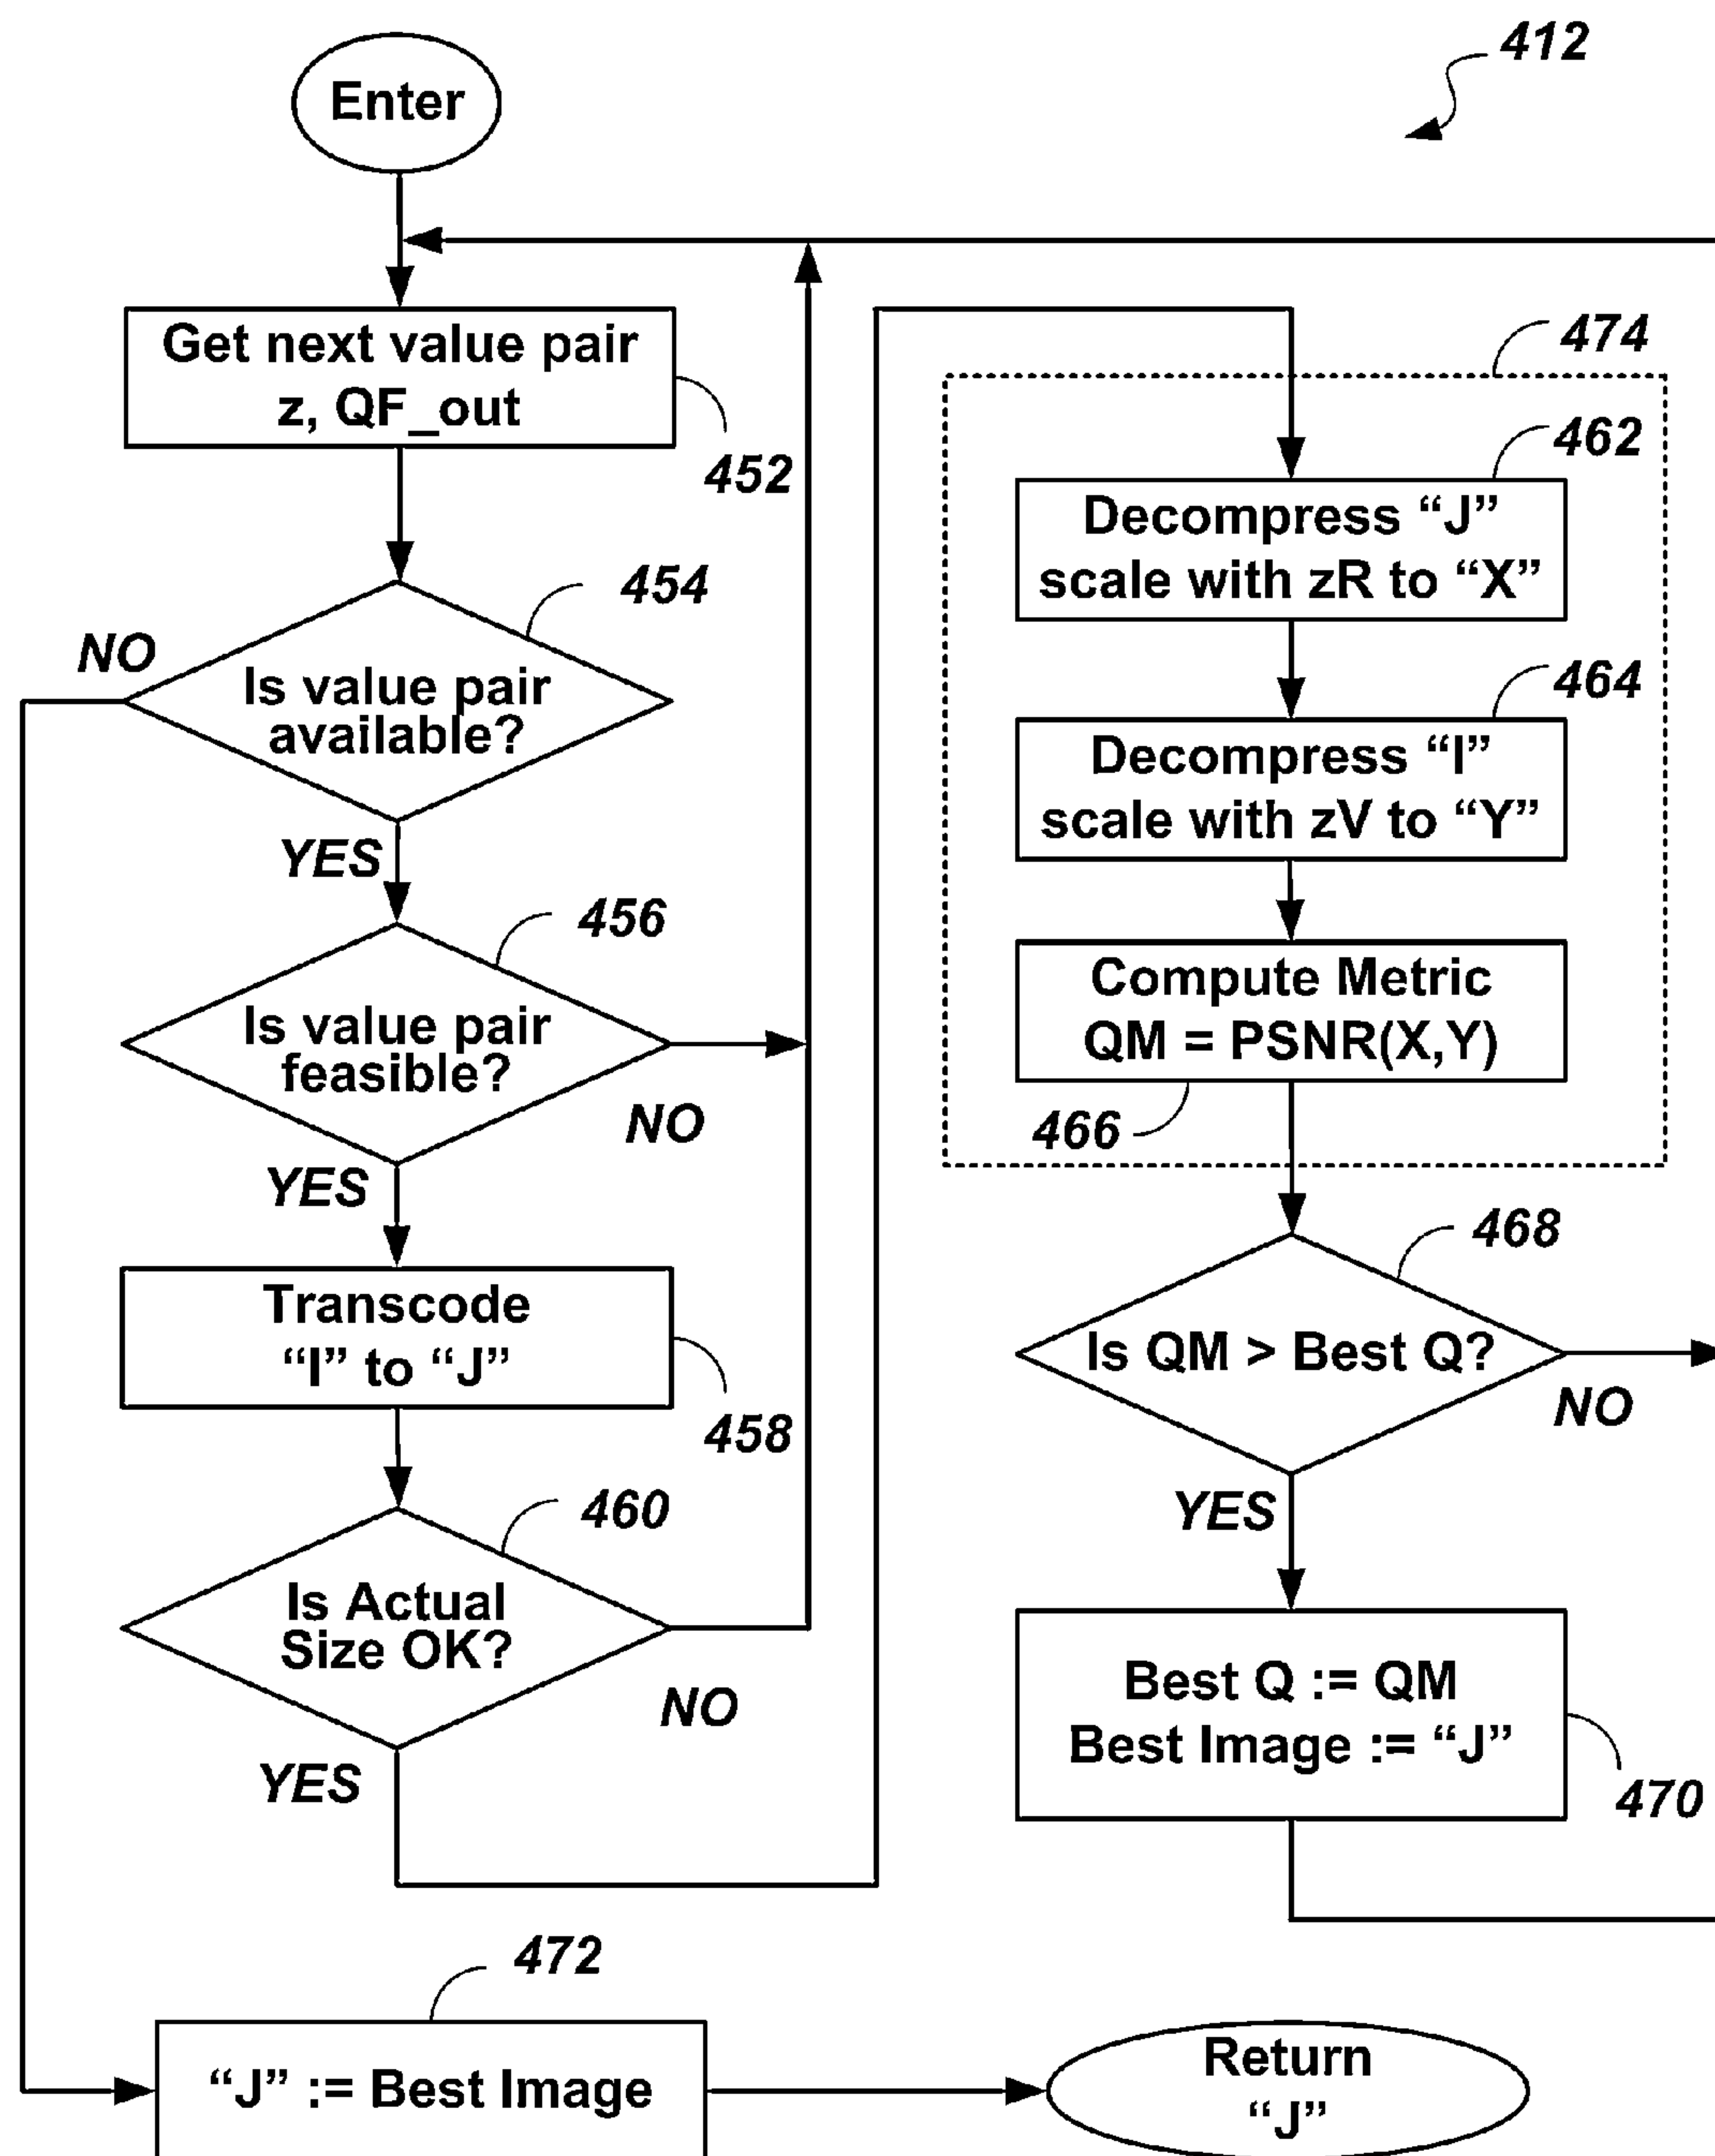 412
Enter
Get next value pair
z, QF_out
452
454
NO
Is value pair
available?
YES
456
Is value pair
feasible?
NO
YES
Transcode
“I” to “J”
458
460
Is Actual
Size OK?
NO
YES
474
462
Decompress “J”
scale with zR to “X”
464
Decompress “I”
scale with zV to “Y”
Compute Metric
QM = PSNR(X,Y)
466
468
Is QM > Best Q?
NO
YES
Best Q := QM
Best Image := “J”
470
472
“J” := Best Image
Return
“J”